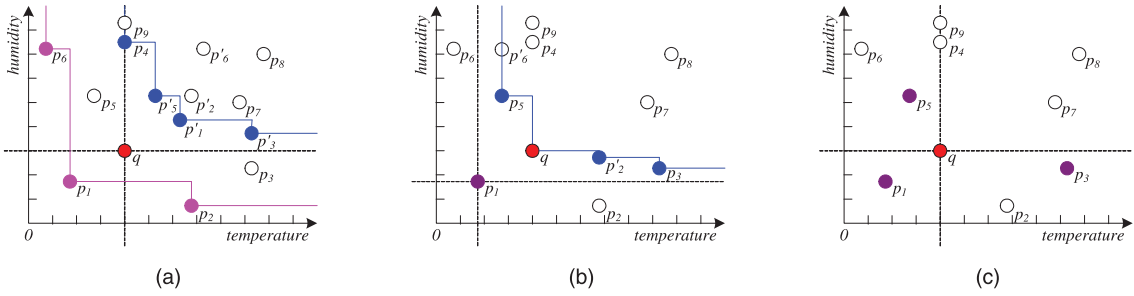 humidity
p9
p4
p6
p'6
p8
p5
p'5
p'2
p7
p'1
p'3
q
p3
p1
p2
0
temperature
(a)
humidity
p9
p4
p6
p'6
p8
p5
p7
q
p'2
p3
p1
p2
0
temperature
(b)
humidity
p9
p4
p6
p8
p5
p7
q
p3
p1
p2
0
temperature
(c)